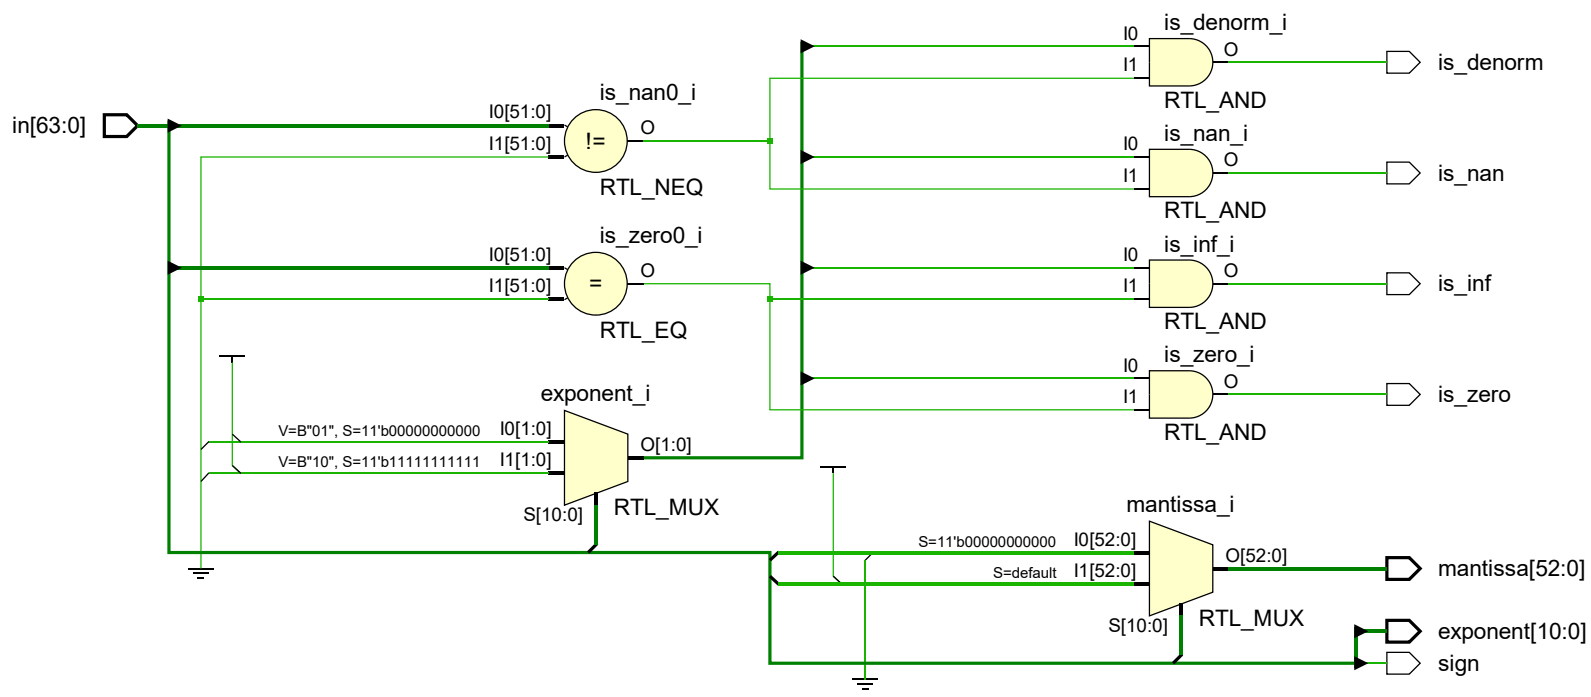 is_denorm_i
I0
I1
O
is_denorm
RTL_AND
is_nan0_i
in[63:0]
I0[51:0]
I1[51:0]
!=
O
RTL_NEQ
is_nan_i
I0
I1
O
is_nan
RTL_AND
is_zero0_i
I0[51:0]
I1[51:0]
=
O
RTL_EQ
is_inf_i
I0
I1
O
is_inf
RTL_AND
is_zero_i
I0
I1
O
is_zero
RTL_AND
exponent_i
V=B"01", S=11'b00000000000
I0[1:0]
V=B"10", S=11'b11111111111
I1[1:0]
O[1:0]
S[10:0]
RTL_MUX
mantissa_i
S=11'b00000000000
I0[52:0]
S=default
I1[52:0]
O[52:0]
mantissa[52:0]
S[10:0]
RTL_MUX
exponent[10:0]
sign